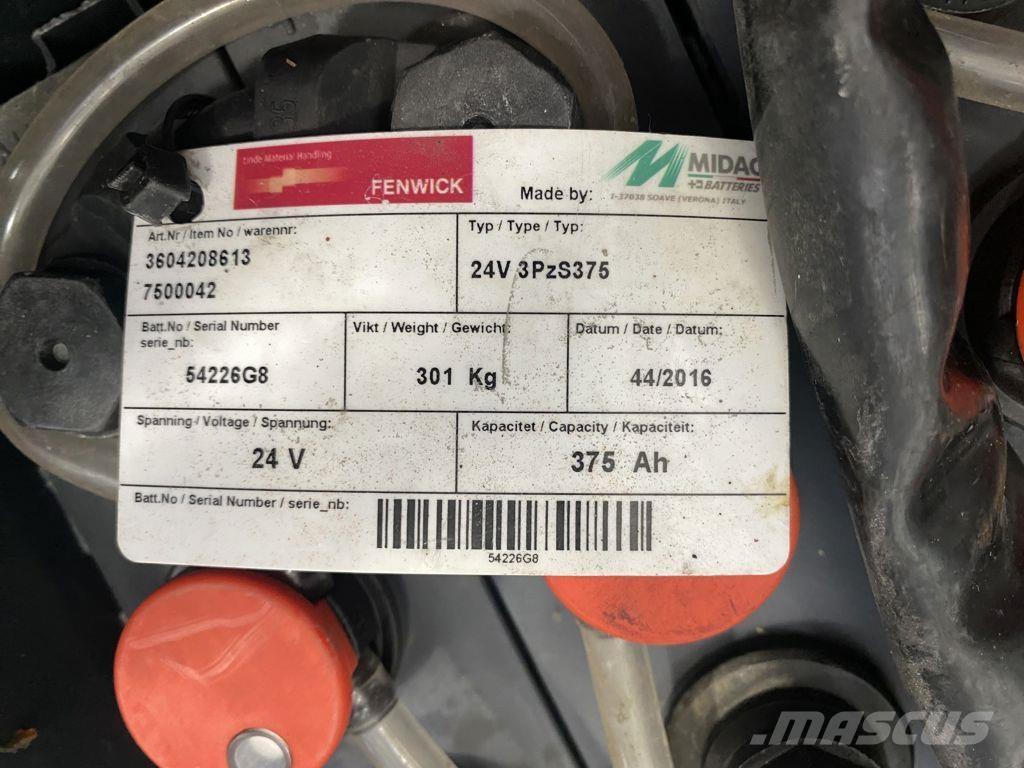 35
Linde Material Handling
FENWICK
Made by:
MIDAC
BATTERIES
I-37038 SOAVE (VERONA) ITALY
Art.Nr / Item No / warennr:
3604208613
7500042
Typ / Type / Typ:
24V 3PzS375
Batt.No / Serial Number
serie_nb:
54226G8
Vikt / Weight / Gewicht:
301 Kg
Datum / Date / Datum:
44/2016
Spanning / Voltage / Spannung:
24 V
Kapacitet / Capacity / Kapaciteit:
375 Ah
Batt.No / Serial Number / serie_nb:
54226G8
MASCUS